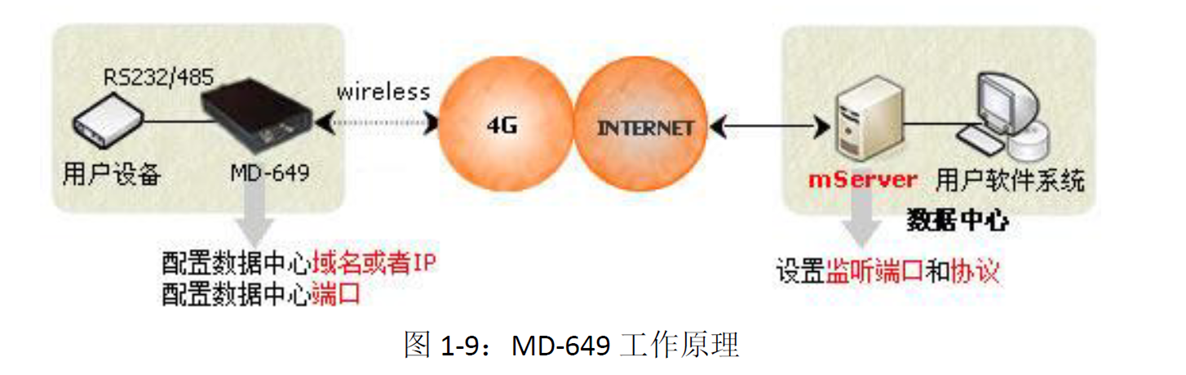 RS232/485
wireless
4G
INTERNET
用户设备
MD-649
mServer
用户软件系统
数据中心
配置数据中心域名或者IP
配置数据中心端口
设置监听端口和协议
图 1-9：MD-649 工作原理